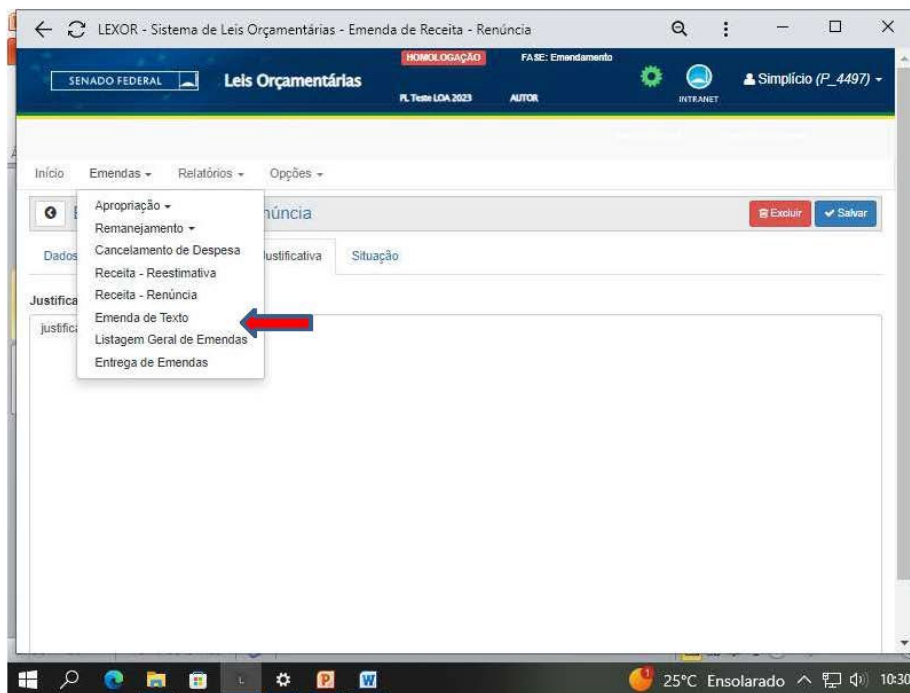 LEXOR - Sistema de Leis Orçamentárias - Emenda de Receita - Renúncia
HOMOLOGAÇÃO
FASE: Emendamento
SENADO FEDERAL
Leis Orçamentárias
PL Teste LOA 2023
AUTOR
INTRANET
Simplício (P_4497)
Início Emendas Relatórios Opções
Apropriação
Remanejamento
Cancelamento de Despesa
Receita - Reestimativa
Receita - Renúncia
Emenda de Texto
Listagem Geral de Emendas
Entrega de Emendas
núncia
Excluir
Salvar
Dados
ustificativa
Situação
Justifica
justifica
25°C Ensolarado
10:30